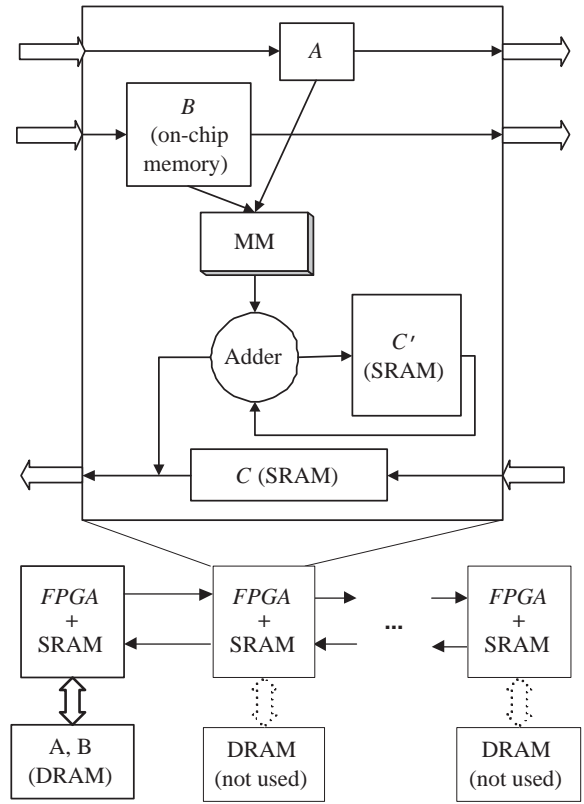 A
B
(on-chip
memory)
MM
Adder
C′
(SRAM)
C (SRAM)
FPGA
+
SRAM
FPGA
+
SRAM
...
FPGA
+
SRAM
A, B
(DRAM)
DRAM
(not used)
DRAM
(not used)